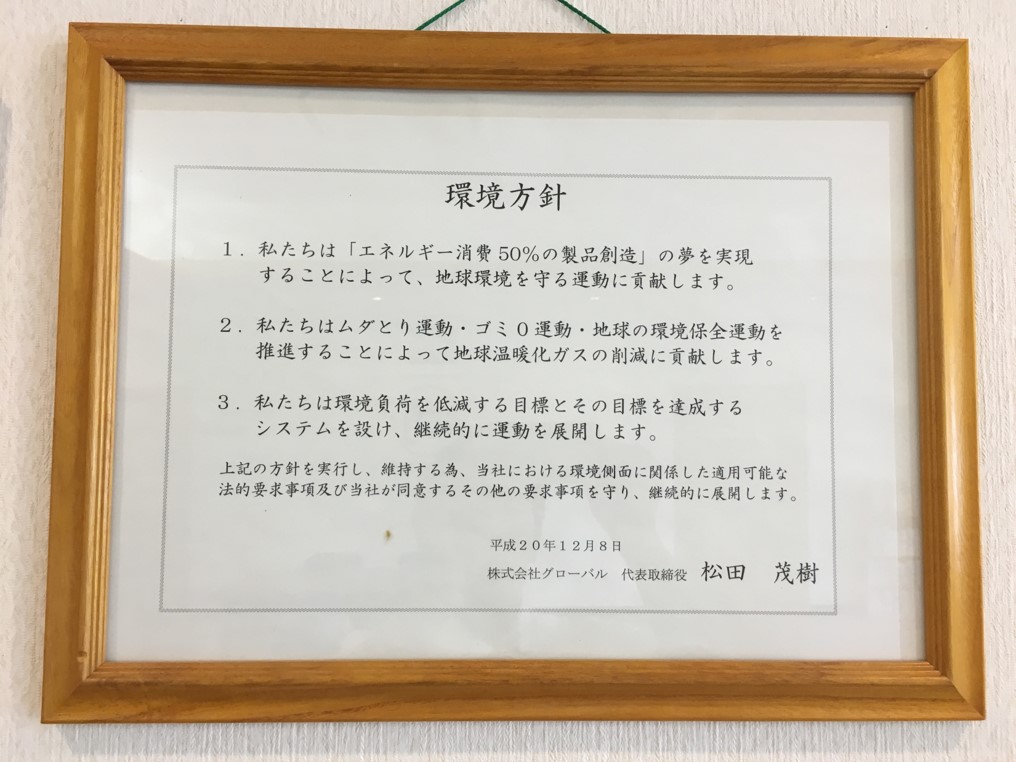 環境方針
１．私たちは「エネルギー消費50%の製品創造」の夢を実現
することによって、地球環境を守る運動に貢献します。
２．私たちはムダとり運動・ゴミ０運動・地球の環境保全運動を
推進することによって地球温暖化ガスの削減に貢献します。
３．私たちは環境負荷を低減する目標とその目標を達成する
システムを設け、継続的に運動を展開します。
上記の方針を実行し、維持する為、当社における環境側面に関係した適用可能な
法的要求事項及び当社が同意するその他の要求事項を守り、継続的に展開します。
平成２０年１２月８日
株式会社グローバル　代表取締役　松田　茂樹